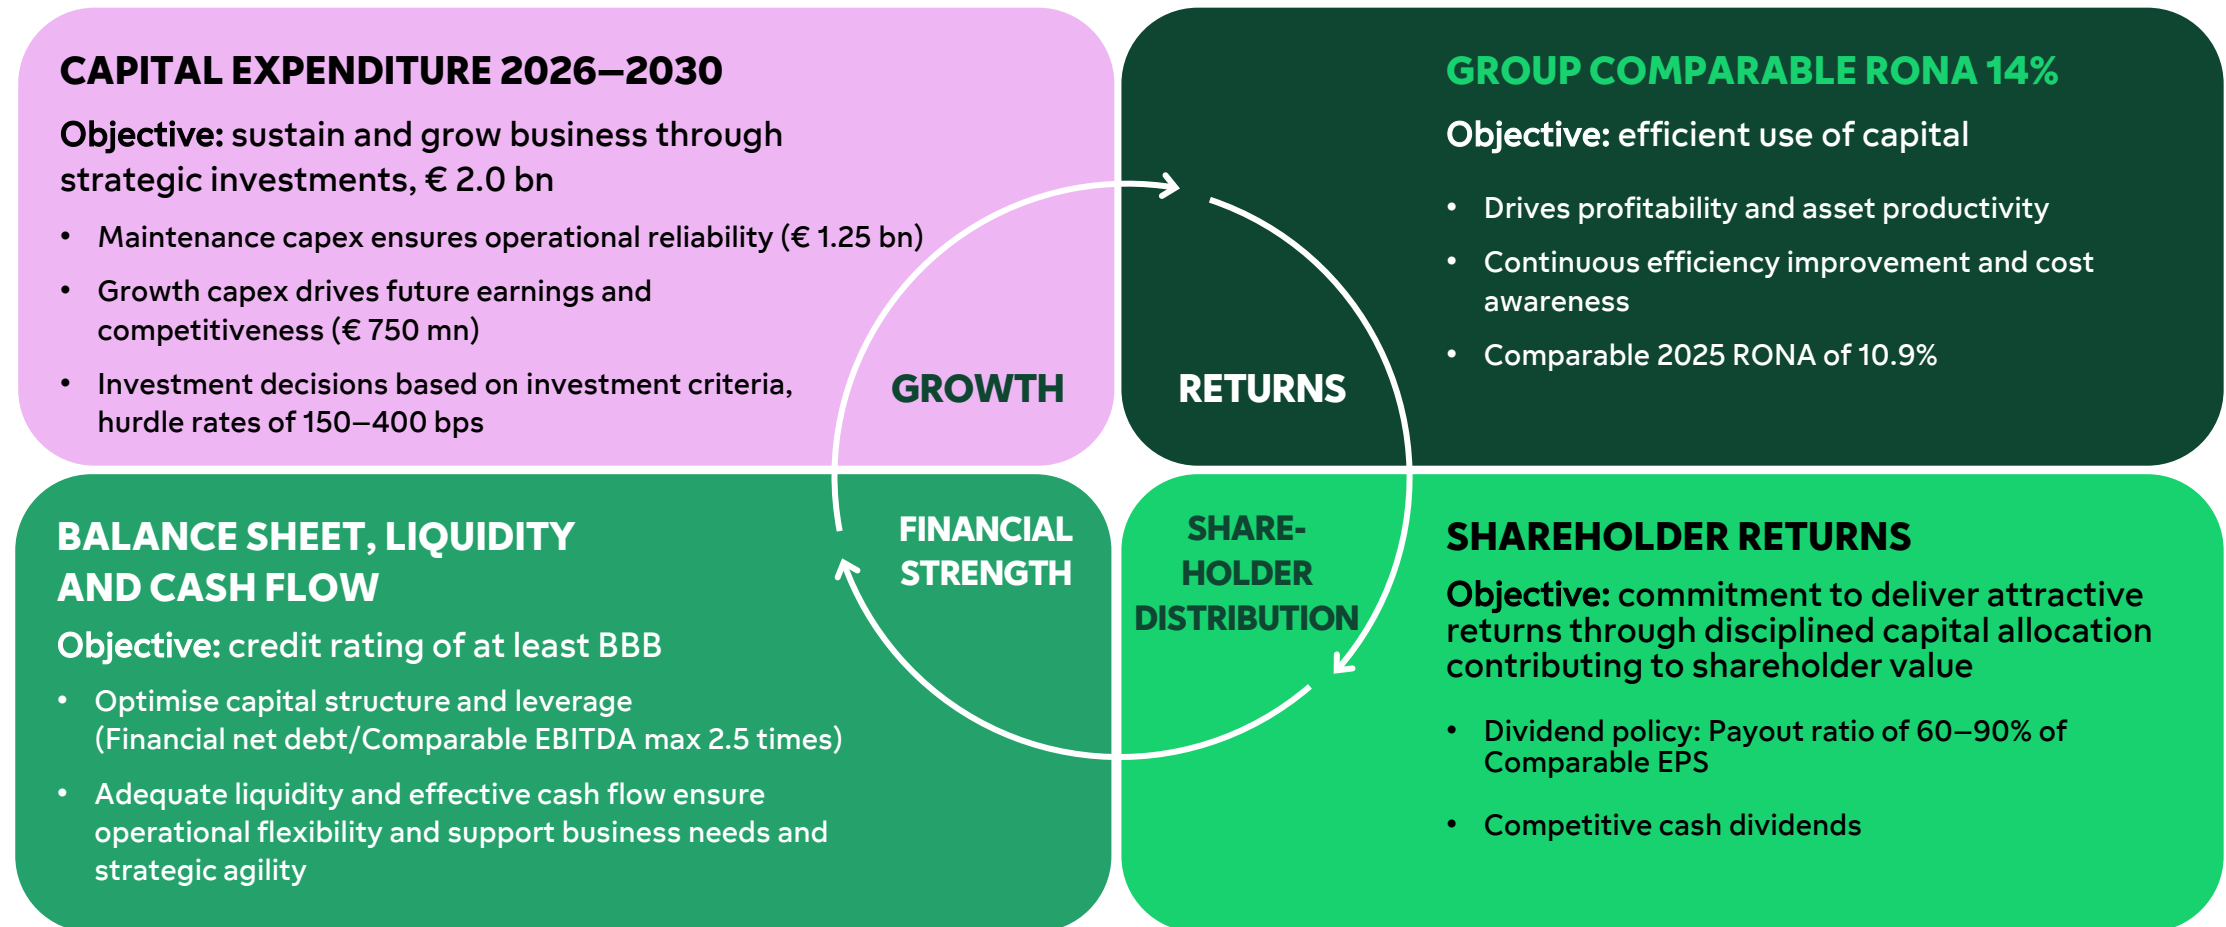 CAPITAL EXPENDITURE 2026–2030
Objective: sustain and grow business through
strategic investments, € 2.0 bn
• Maintenance capex ensures operational reliability (€ 1.25 bn)
• Growth capex drives future earnings and
competitiveness (€ 750 mn)
• Investment decisions based on investment criteria,
hurdle rates of 150–400 bps
GROWTH
GROUP COMPARABLE RONA 14%
Objective: efficient use of capital
• Drives profitability and asset productivity
• Continuous efficiency improvement and cost
awareness
• Comparable 2025 RONA of 10.9%
RETURNS
BALANCE SHEET, LIQUIDITY
AND CASH FLOW
Objective: credit rating of at least BBB
• Optimise capital structure and leverage
(Financial net debt/Comparable EBITDA max 2.5 times)
• Adequate liquidity and effective cash flow ensure
operational flexibility and support business needs and
strategic agility
FINANCIAL
STRENGTH
SHARE-
HOLDER
DISTRIBUTION
SHAREHOLDER RETURNS
Objective: commitment to deliver attractive
returns through disciplined capital allocation
contributing to shareholder value
• Dividend policy: Payout ratio of 60–90% of
Comparable EPS
• Competitive cash dividends